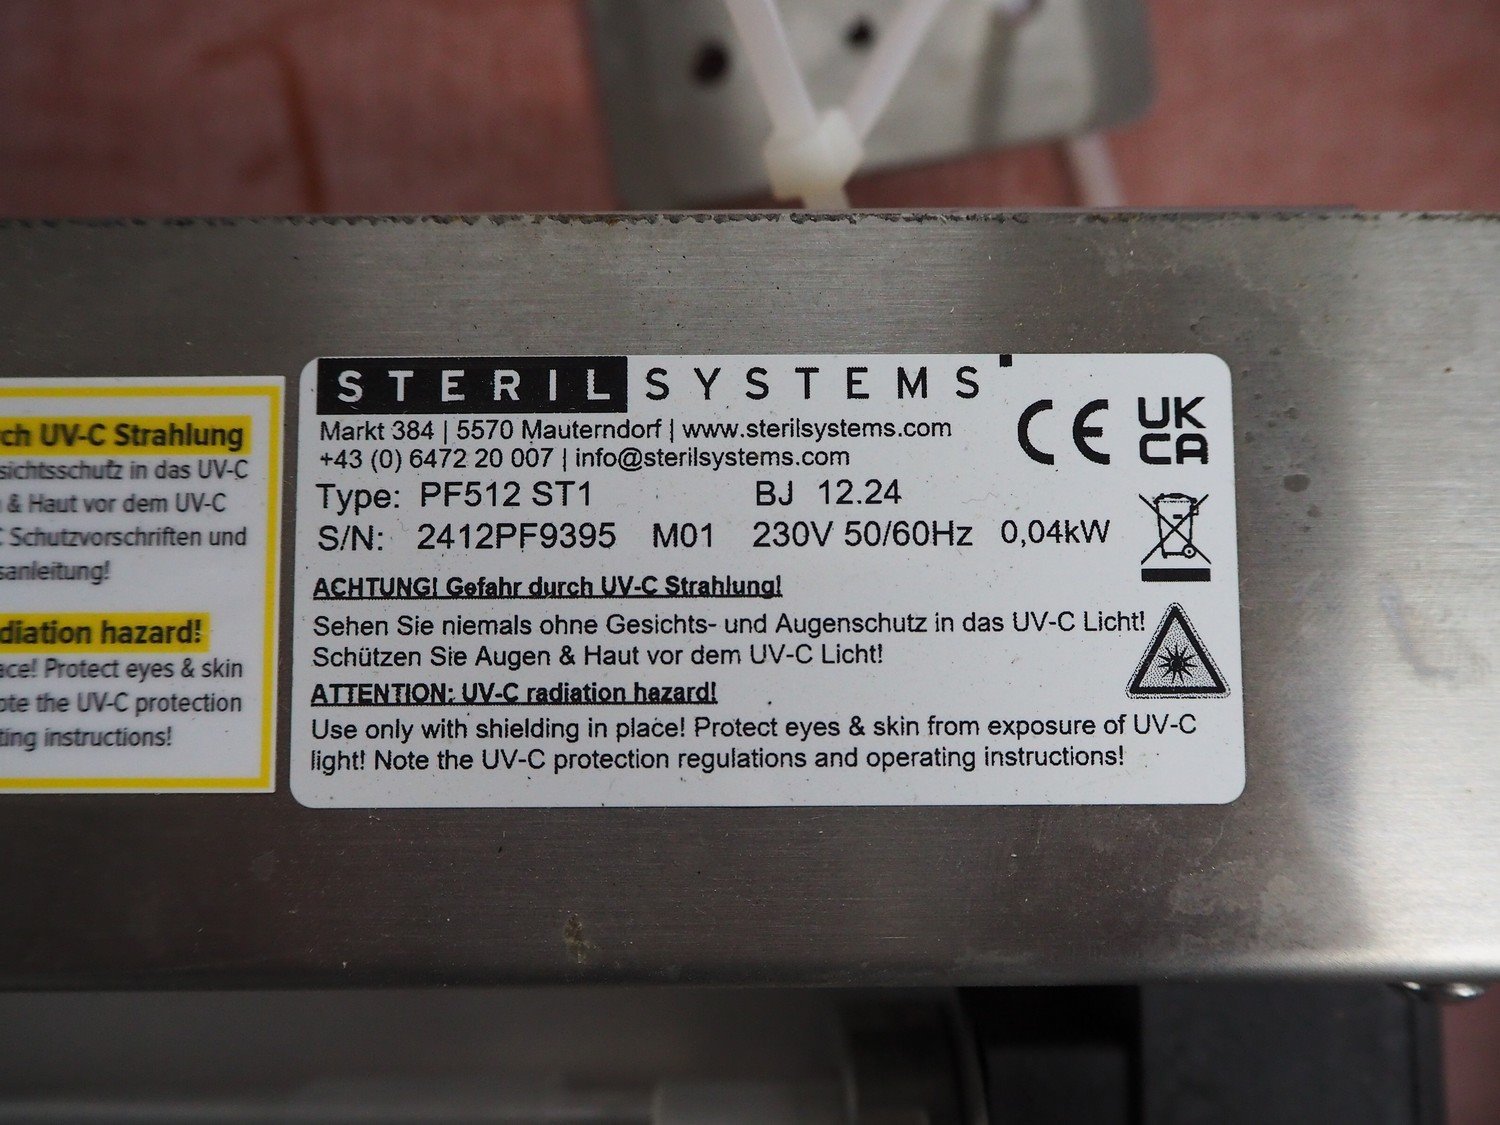 rch UV-C Strahlung
sichtsschutz in das UV-C
& Haut vor dem UV-C
Schutzvorschriften und
sanleitung!
diation hazard!
ace! Protect eyes & skin
ote the UV-C protection
ting instructions!
STERILSYSTEMS
Markt 384 | 5570 Mauterndorf | www.sterilsystems.com
+43 (0) 6472 20 007 | info@sterilsystems.com
CE UK CA
Type: PF512 ST1 BJ 12.24
S/N: 2412PF9395 M01 230V 50/60Hz 0,04kW
ACHTUNG! Gefahr durch UV-C Strahlung!
Sehen Sie niemals ohne Gesichts- und Augenschutz in das UV-C Licht!
Schützen Sie Augen & Haut vor dem UV-C Licht!
ATTENTION: UV-C radiation hazard!
Use only with shielding in place! Protect eyes & skin from exposure of UV-C
light! Note the UV-C protection regulations and operating instructions!